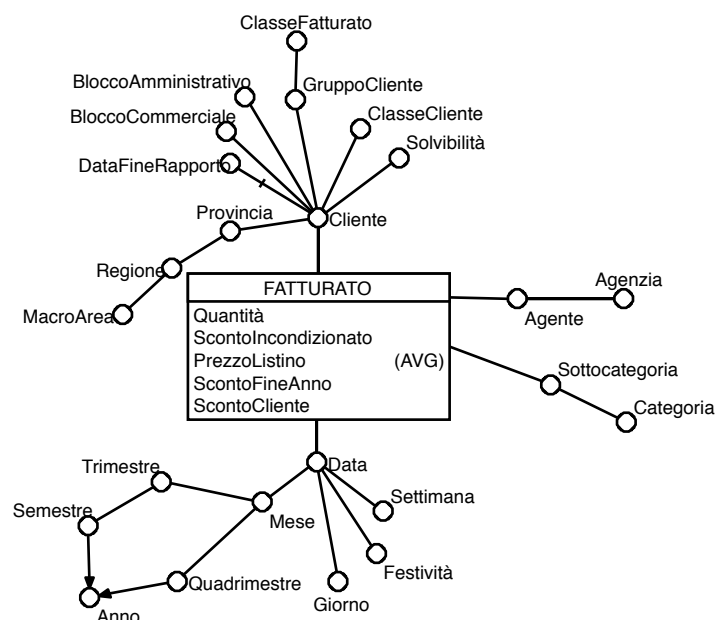 ClasseFatturato
BloccoAmministrativo
GruppoCliente
BloccoCommerciale
ClasseCliente
Solvibilità
DataFineRapporto
Provincia
Cliente
Regione
MacroArea
FATTURATO
Agenzia
Agente
Quantità
ScontoIncondizionato
PrezzoListino (AVG)
ScontoFineAnno
ScontoCliente
Sottocategoria
Categoria
Data
Trimestre
Settimana
Semestre
Mese
Festività
Quadrimestre
Giorno
Anno